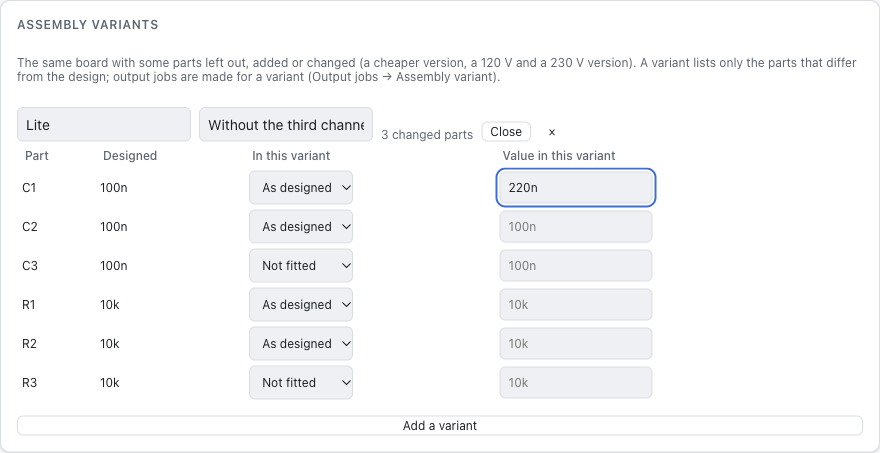 ASSEMBLY VARIANTS
The same board with some parts left out, added or changed (a cheaper version, a 120 V and a 230 V version). A variant lists only the parts that differ
from the design; output jobs are made for a variant (Output jobs → Assembly variant).
Lite Without the third channe 3 changed parts Close x
Part Designed In this variant Value in this variant
C1 100n As designed 220n
C2 100n As designed 100n
C3 100n Not fitted 100n
R1 10k As designed 10k
R2 10k As designed 10k
R3 10k Not fitted 10k
Add a variant